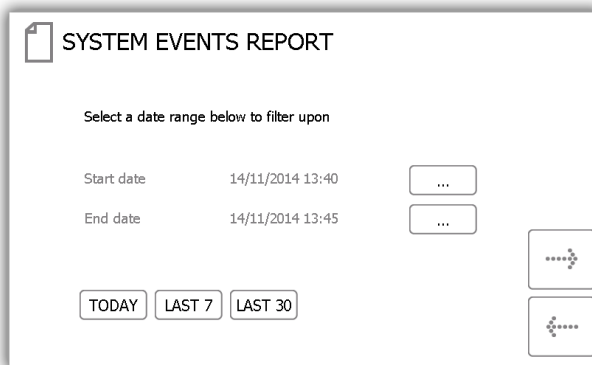 SYSTEM EVENTS REPORT
Select a date range below to filter upon
Start date 14/11/2014 13:40 ...
End date 14/11/2014 13:45 ...
TODAY LAST 7 LAST 30